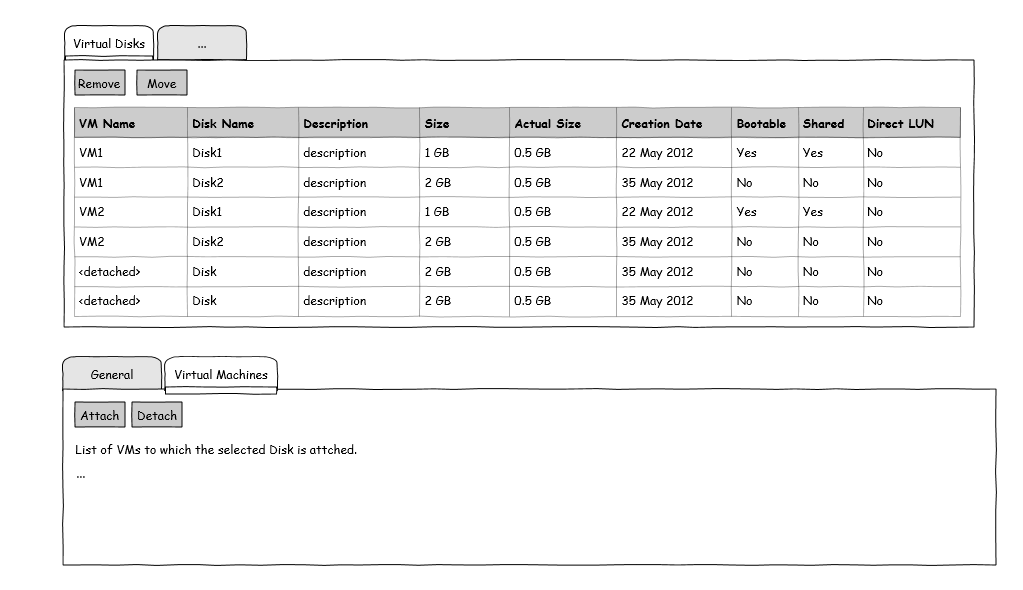 Virtual Disks ...
Remove Move
VM Name Disk Name Description Size Actual Size Creation Date Bootable Shared Direct LUN
VM1 Disk1 description 1 GB 0.5 GB 22 May 2012 Yes Yes No
VM1 Disk2 description 2 GB 0.5 GB 35 May 2012 No No No
VM2 Disk1 description 1 GB 0.5 GB 22 May 2012 Yes Yes No
VM2 Disk2 description 2 GB 0.5 GB 35 May 2012 No No No
<detached> Disk description 2 GB 0.5 GB 35 May 2012 No No No
<detached> Disk description 2 GB 0.5 GB 35 May 2012 No No No
General Virtual Machines
Attach Detach
List of VMs to which the selected Disk is attched.
...